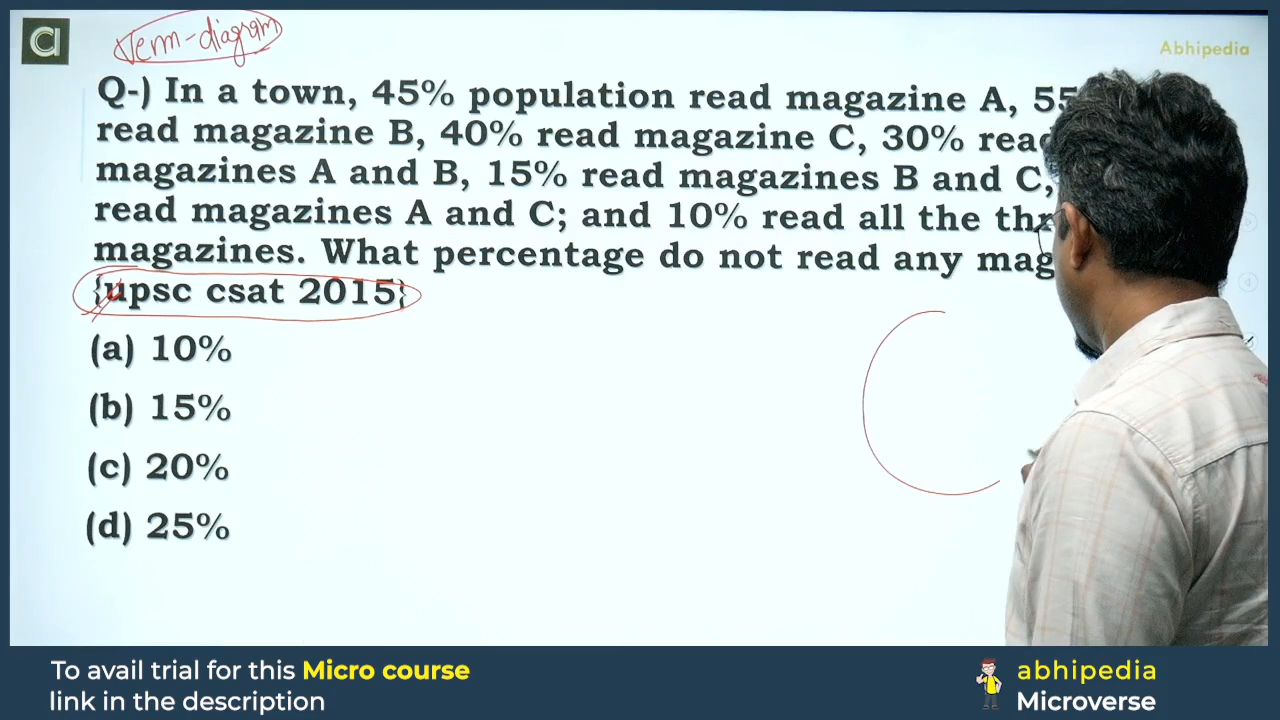 Venn-diagram
Abhipedia
Q-) In a town, 45% population read magazine A, 55
read magazine B, 40% read magazine C, 30% read
magazines A and B, 15% read magazines B and C,
read magazines A and C; and 10% read all the thr
magazines. What percentage do not read any mag
{upsc csat 2015}
(a) 10%
(b) 15%
(c) 20%
(d) 25%
To avail trial for this Micro course
link in the description
abhipedia
Microverse